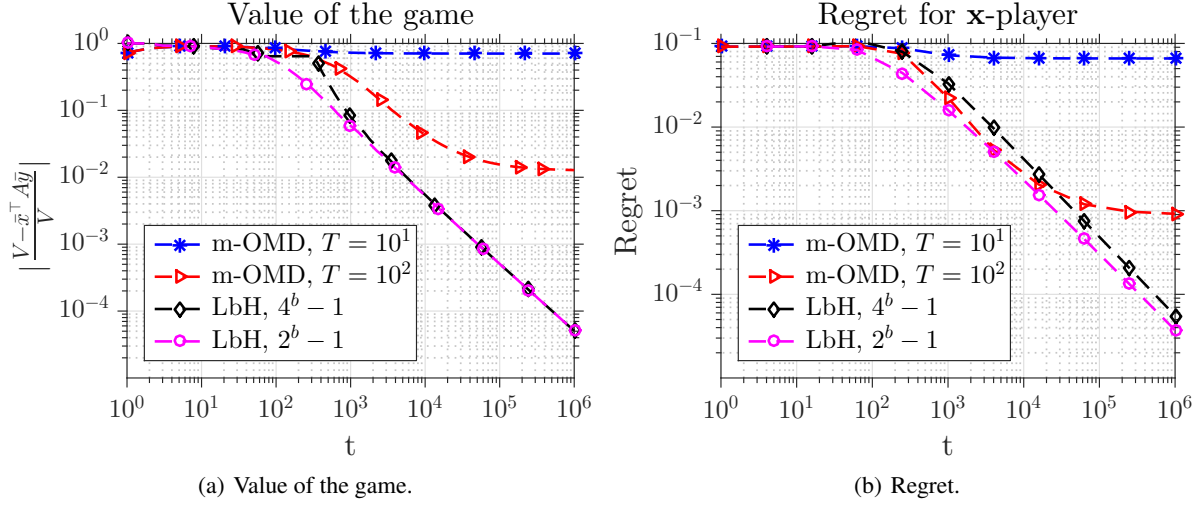 Value of the game
10^0
10^{-1}
10^{-2}
10^{-3}
10^{-4}
|\frac{V-\bar{x}^\top A\bar{y}}{V}|
m-OMD, T = 10^1
m-OMD, T = 10^2
LbH, 4^b − 1
LbH, 2^b − 1
10^0 10^1 10^2 10^3 10^4 10^5 10^6
t
(a) Value of the game.
Regret for x-player
10^{-1}
10^{-2}
10^{-3}
10^{-4}
Regret
m-OMD, T = 10^1
m-OMD, T = 10^2
LbH, 4^b − 1
LbH, 2^b − 1
10^0 10^1 10^2 10^3 10^4 10^5 10^6
t
(b) Regret.